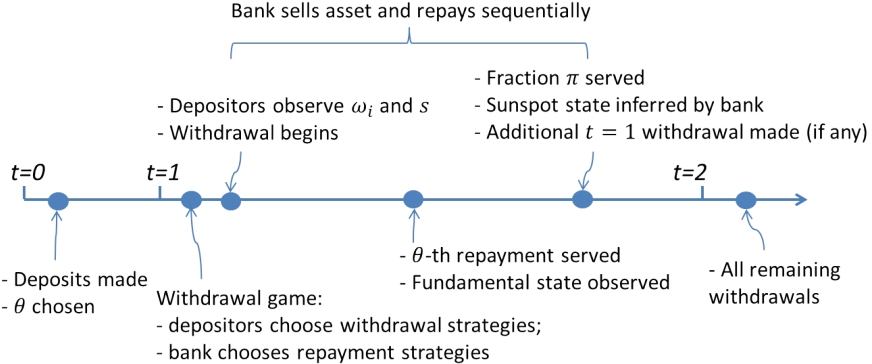 Bank sells asset and repays sequentially
- Fraction π served
- Depositors observe ωᵢ and s
- Sunspot state inferred by bank
- Withdrawal begins
- Additional t = 1 withdrawal made (if any)
t=0
t=1
t=2
- Deposits made
- θ chosen
Withdrawal game:
- depositors choose withdrawal strategies;
- bank chooses repayment strategies
- θ-th repayment served
- Fundamental state observed
- All remaining
withdrawals